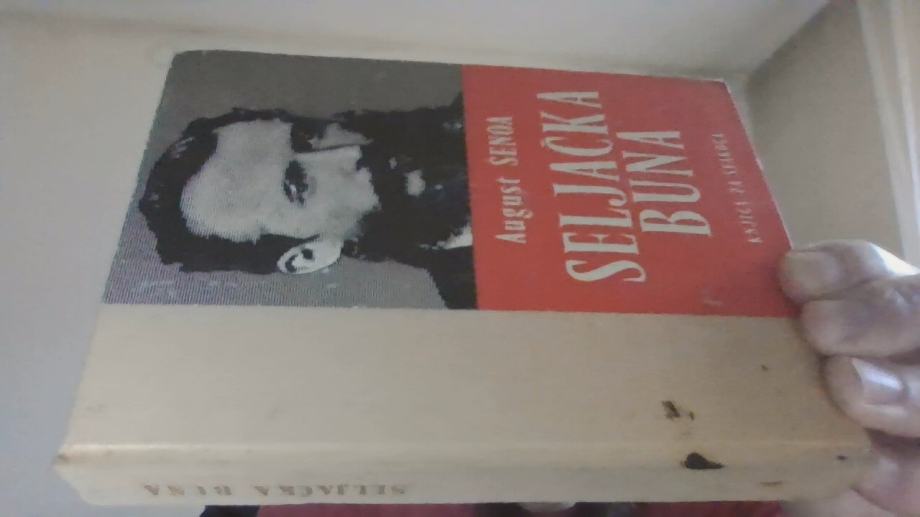 August ŠENOA
SELJAČKA
BUNA
KNJIGA ZA SVAKOGA
SELJAČKA BUNA